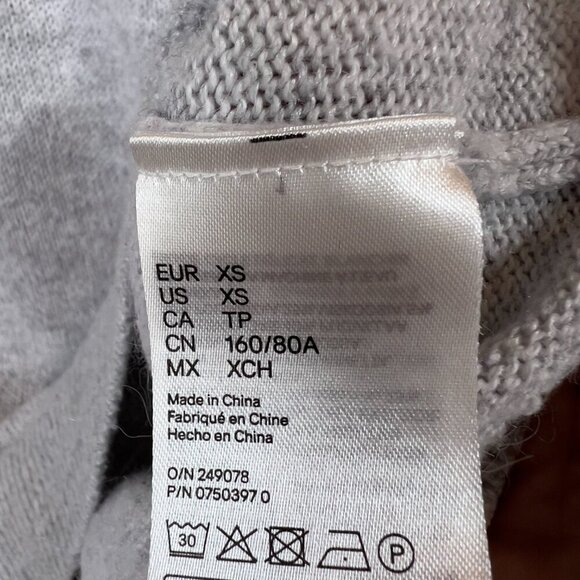 EUR XS
US XS
CA TP
CN 160/80A
MX XCH
Made in China
Fabriqué en Chine
Hecho en China
O/N 249078
P/N 0750397 0
30
P